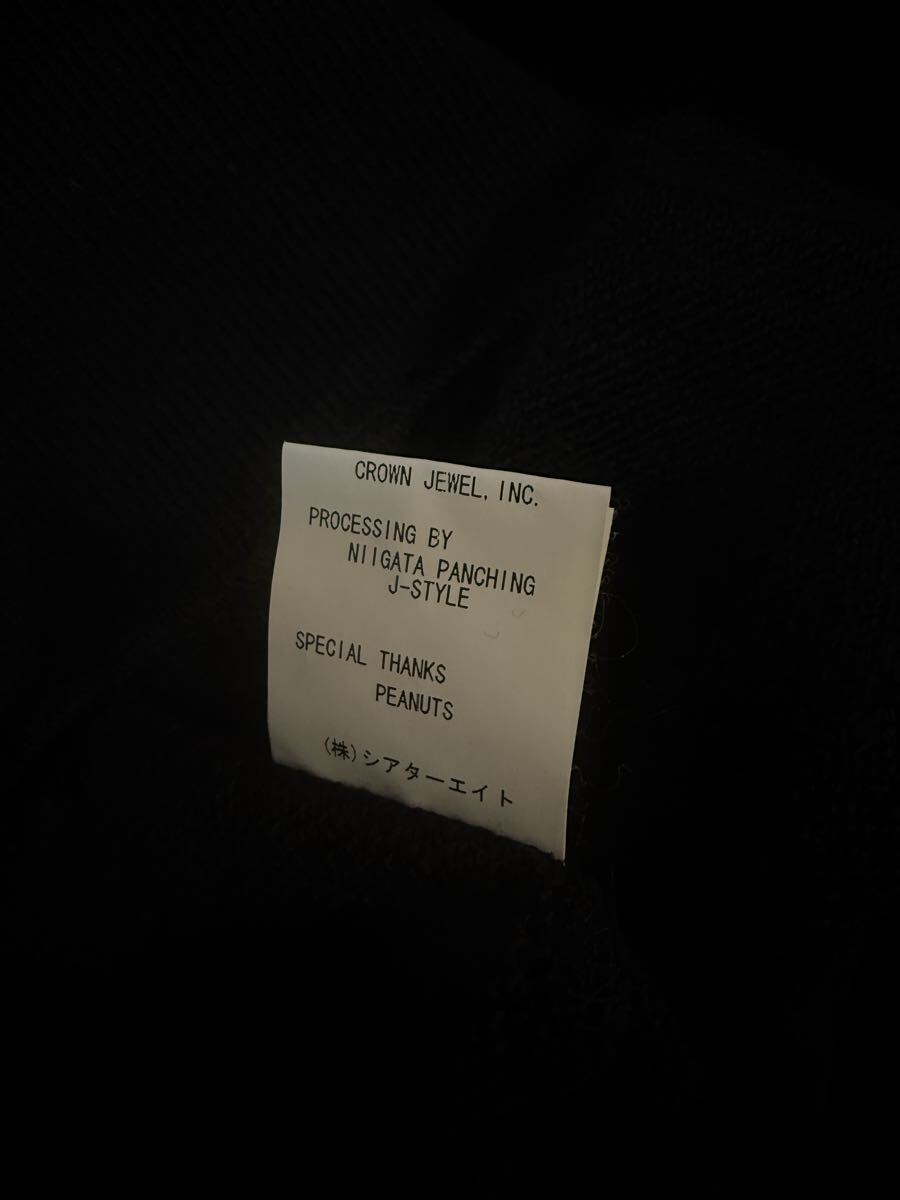 CROWN JEWEL, INC.
PROCESSING BY
NIIGATA PANCHING
J-STYLE
SPECIAL THANKS
PEANUTS
(株)シアターエイト